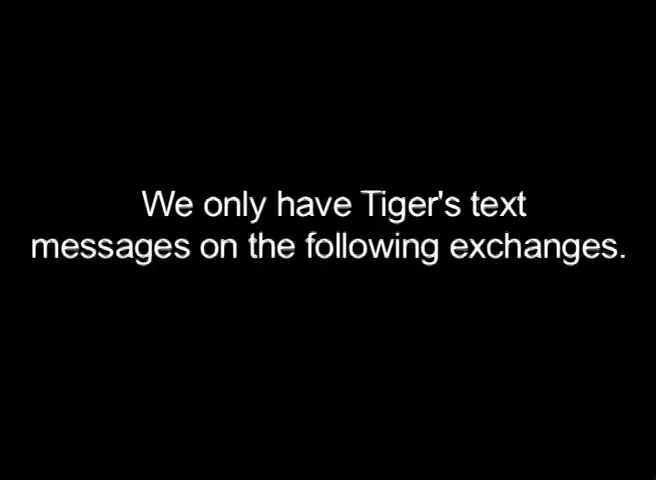 We only have Tiger's text
messages on the following exchanges.